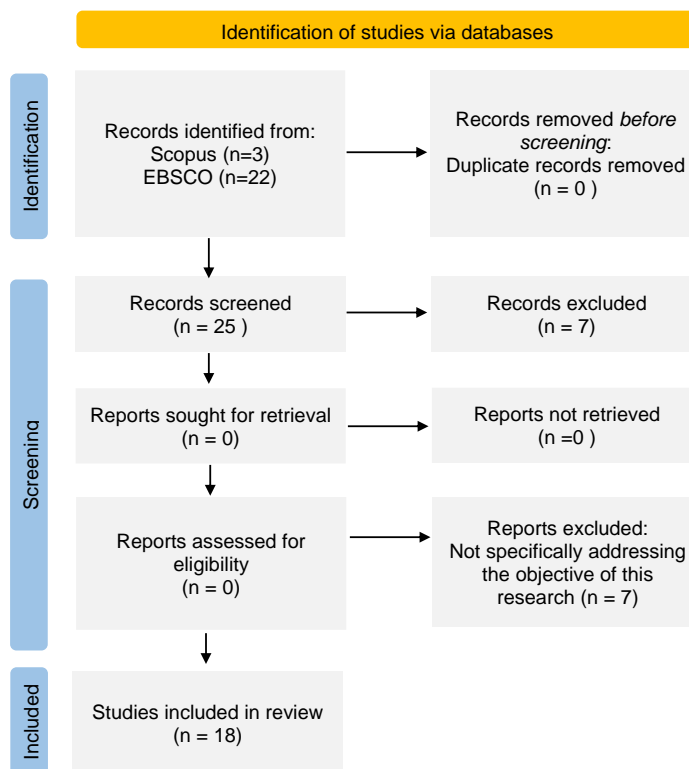 Identification of studies via databases
Identification
Records identified from:
Scopus (n=3)
EBSCO (n=22)
Records removed before
screening:
Duplicate records removed
(n = 0 )
Screening
Records screened
(n = 25 )
Records excluded
(n = 7)
Reports sought for retrieval
(n = 0)
Reports not retrieved
(n =0 )
Reports assessed for
eligibility
(n = 0)
Reports excluded:
Not specifically addressing
the objective of this
research (n = 7)
Included
Studies included in review
(n = 18)